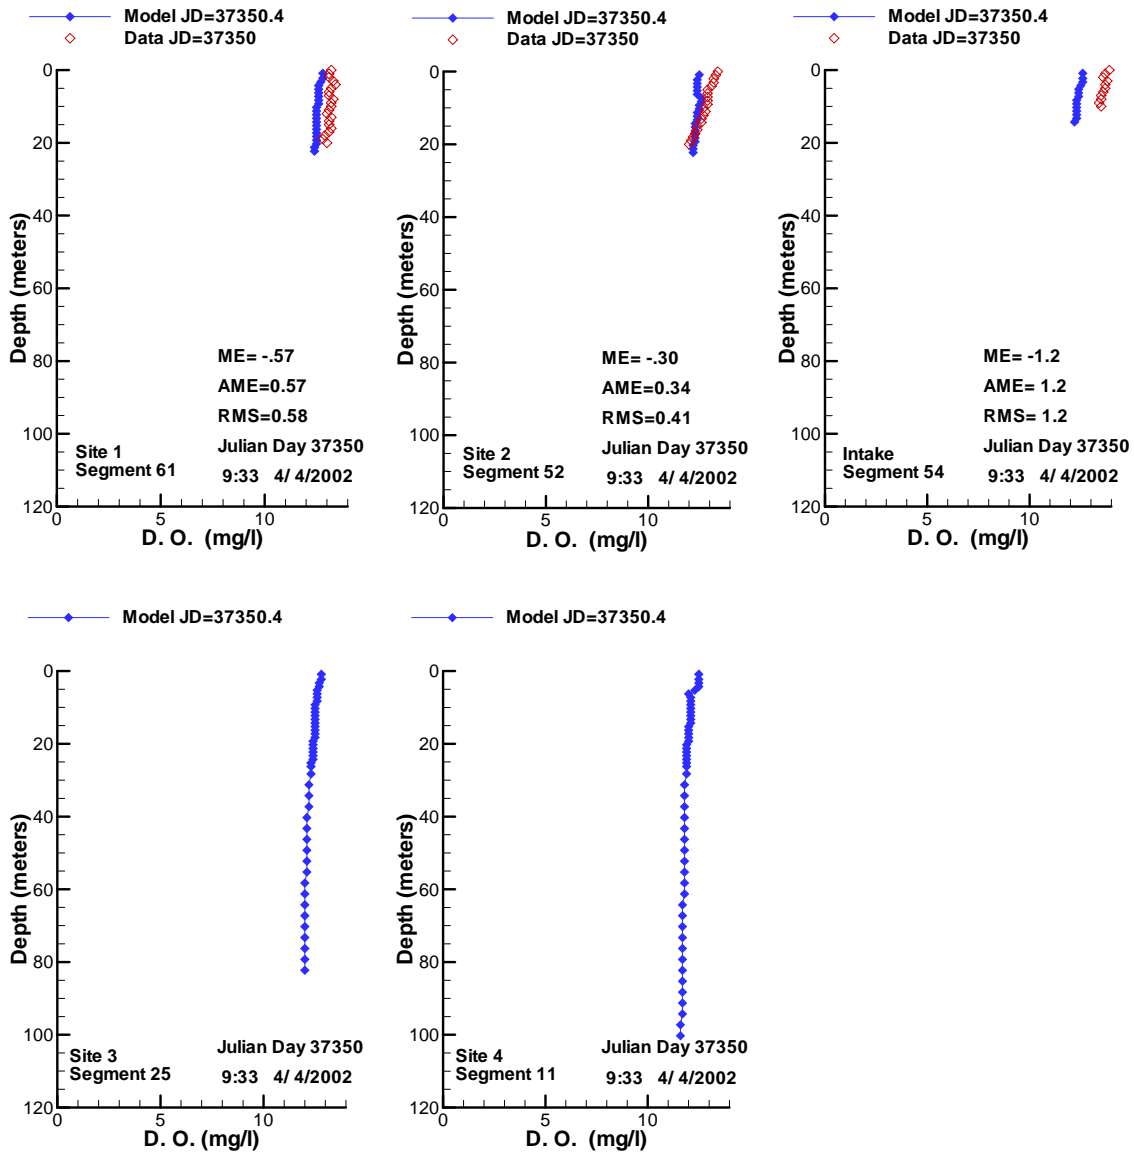 Model JD=37350.4
Data JD=37350
0
20
40
60
80
100
120
Depth (meters)
ME= -.57
AME=0.57
RMS=0.58
Julian Day 37350
9:33 4/ 4/2002
Site 1
Segment 61
0
5
10
D. O. (mg/l)
Model JD=37350.4
Data JD=37350
0
20
40
60
80
100
120
Depth (meters)
ME= -.30
AME=0.34
RMS=0.41
Julian Day 37350
9:33 4/ 4/2002
Site 2
Segment 52
0
5
10
D. O. (mg/l)
Model JD=37350.4
Data JD=37350
0
20
40
60
80
100
120
Depth (meters)
ME= -1.2
AME= 1.2
RMS= 1.2
Julian Day 37350
9:33 4/ 4/2002
Intake
Segment 54
0
5
10
D. O. (mg/l)
Model JD=37350.4
0
20
40
60
80
100
120
Depth (meters)
Julian Day 37350
9:33 4/ 4/2002
Site 3
Segment 25
0
5
10
D. O. (mg/l)
Model JD=37350.4
0
20
40
60
80
100
120
Depth (meters)
Julian Day 37350
9:33 4/ 4/2002
Site 4
Segment 11
0
5
10
D. O. (mg/l)